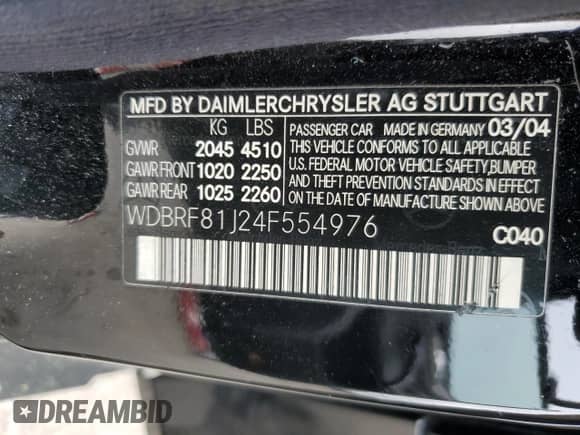 MFD BY DAIMLERCHRYSLER AG STUTTGART
KG LBS
GVWR 2045 4510
GAWR FRONT 1020 2250
GAWR REAR 1025 2260
PASSENGER CAR MADE IN GERMANY 03/04
THIS VEHICLE CONFORMS TO ALL APPLICABLE
U.S. FEDERAL MOTOR VEHICLE SAFETY,BUMPER
AND THEFT PREVENTION STANDARDS IN EFFECT
ON THE DATE OF MANUFACTURE SHOWN ABOVE
WDBRF81J24F554976
C040
Mercedes-Benz
DREAMBID